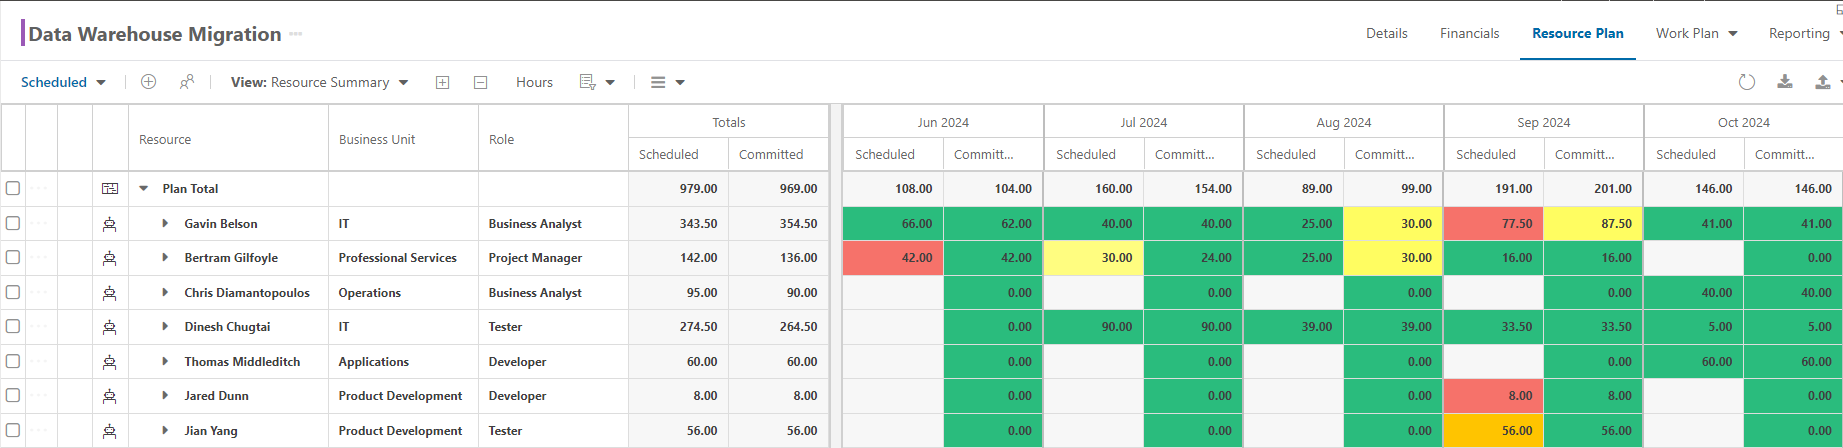 Data Warehouse Migration
Details Financials Resource Plan Work Plan Reporting
Scheduled View: Resource Summary Hours
Totals Jun 2024 Jul 2024 Aug 2024 Sep 2024 Oct 2024
Resource Business Unit Role
Scheduled Committed Scheduled Committ... Scheduled Committ... Scheduled Committ... Scheduled Committ... Scheduled Committ...
Plan Total 979.00 969.00 108.00 104.00 160.00 154.00 89.00 99.00 191.00 201.00 146.00 146.00
Gavin Belson IT Business Analyst 343.50 354.50 66.00 62.00 40.00 40.00 25.00 30.00 77.50 87.50 41.00 41.00
Bertram Gilfoyle Professional Services Project Manager 142.00 136.00 42.00 42.00 30.00 24.00 25.00 30.00 16.00 16.00 0.00
Chris Diamantopoulos Operations Business Analyst 95.00 90.00 0.00 0.00 0.00 0.00 40.00 40.00
Dinesh Chugtai IT Tester 274.50 264.50 0.00 90.00 90.00 39.00 39.00 33.50 33.50 5.00 5.00
Thomas Middleditch Applications Developer 60.00 60.00 0.00 0.00 0.00 0.00 60.00 60.00
Jared Dunn Product Development Developer 8.00 8.00 0.00 0.00 0.00 8.00 8.00 0.00
Jian Yang Product Development Tester 56.00 56.00 0.00 0.00 0.00 56.00 56.00 0.00